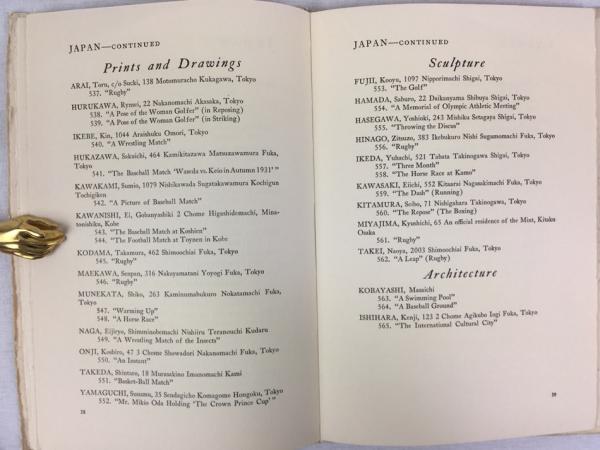 JAPAN—CONTINUED
Prints and Drawings
ARAI, Toru, c/o Sucki, 138 Motomuracho Kukagawa, Tokyo
537. "Rugby"
HURUKAWA, Ryusei, 22 Nakanomachi Akasaka, Tokyo
538. "A Pose of the Woman Golfer" (in Reposing)
539. "A Pose of the Woman Golfer" (in Striking)
IKEBE, Kin, 1044 Araishuku Omori, Tokyo
540. "A Wrestling Match"
HUKAZAWA, Sakuichi, 464 Kamikitazawa Matsuzawamura Fuka,
Tokyo
541. "The Baseball Match 'Waseda vs. Keio in Autumn 1931'"
KAWAKAMI, Sumio, 1079 Nishikawada Sugatakawamura Kochigun
Tochigiken
542. "A Picture of Baseball Match"
KAWANISHI, Ei, Gobanyashiki 2 Chome Higashidemachi, Mina-
tonishiku, Kobe
543. "The Baseball Match at Koshien"
544. "The Football Match at Toynen in Kobe
KODAMA, Takamura, 462 Shimoochiai Fuka, Tokyo
545. "Rugby"
MAEKAWA, Senpan, 316 Nakayamatani Yoyogi Fuka, Tokyo
546. "Rugby"
MUNEKATA, Shiko, 263 Kaminumabukuro Nokatamachi Fuka,
Tokyo
547. "Warming Up"
548. "A Horse Race"
NAGA, Eijiryo, Shimminobemachi Nishiiru Teranouchi Kudaru
549. "A Wrestling Match of the Insects"
ONJI, Koshiro, 47 3 Chome Showadori Nakanomachi Fuka, Tokyo
550. "An Instant"
TAKEDA, Shintaro, 18 Murasakino Imanomachi Kami
551. "Basket-Ball Match"
YAMAGUCHI, Susumu, 35 Sendagicho Komagome Hongoku, Tokyo
552. "Mr. Mikio Oda Holding 'The Crown Prince Cup'"
38
JAPAN—CONTINUED
Sculpture
FUJII, Kooyu, 1097 Nipporimachi Shigai, Tokyo
553. "The Golf"
HAMADA, Saburo, 22 Daikanyama Shibuya Shigai, Tokyo
554. "A Memorial of Olympic Athletic Meeting"
HASEGAWA, Yoshioki, 243 Mishiku Setagaya Shigai, Tokyo
555. "Throwing the Discus"
HINAGO, Zitsuzo, 383 Ikebukuro Nishi Sugamomachi Fuka, Tokyo
556. "Rugby"
IKEDA, Yuhachi, 521 Tabata Takinogawa Shigai, Tokyo
557. "Three Month"
558. "The Horse Race at Kamo"
KAWASAKI, Eiichi, 552 Kitaarai Nagasakimachi Fuka, Tokyo
559. "The Dash" (Running)
KITAMURA, Seibo, 71 Nishigahara Takinogawa, Tokyo
560. "The Repose" (The Boxing)
MIYAJIMA, Kyushichi, 65 An official residence of the Mint, Kitaku
Osaka
561. "Rugby"
TAKEI, Naoya, 2003 Shimoochiai Fuka, Tokyo
562. "A Leap" (Rugby)
Architecture
KOBAYASHI, Masaichi
563. "A Swimming Pool"
564. "A Baseball Ground"
ISHIHARA, Kenji, 123 2 Chome Agikubo Iogi Fuka, Tokyo
565. "The International Cultural City"
39